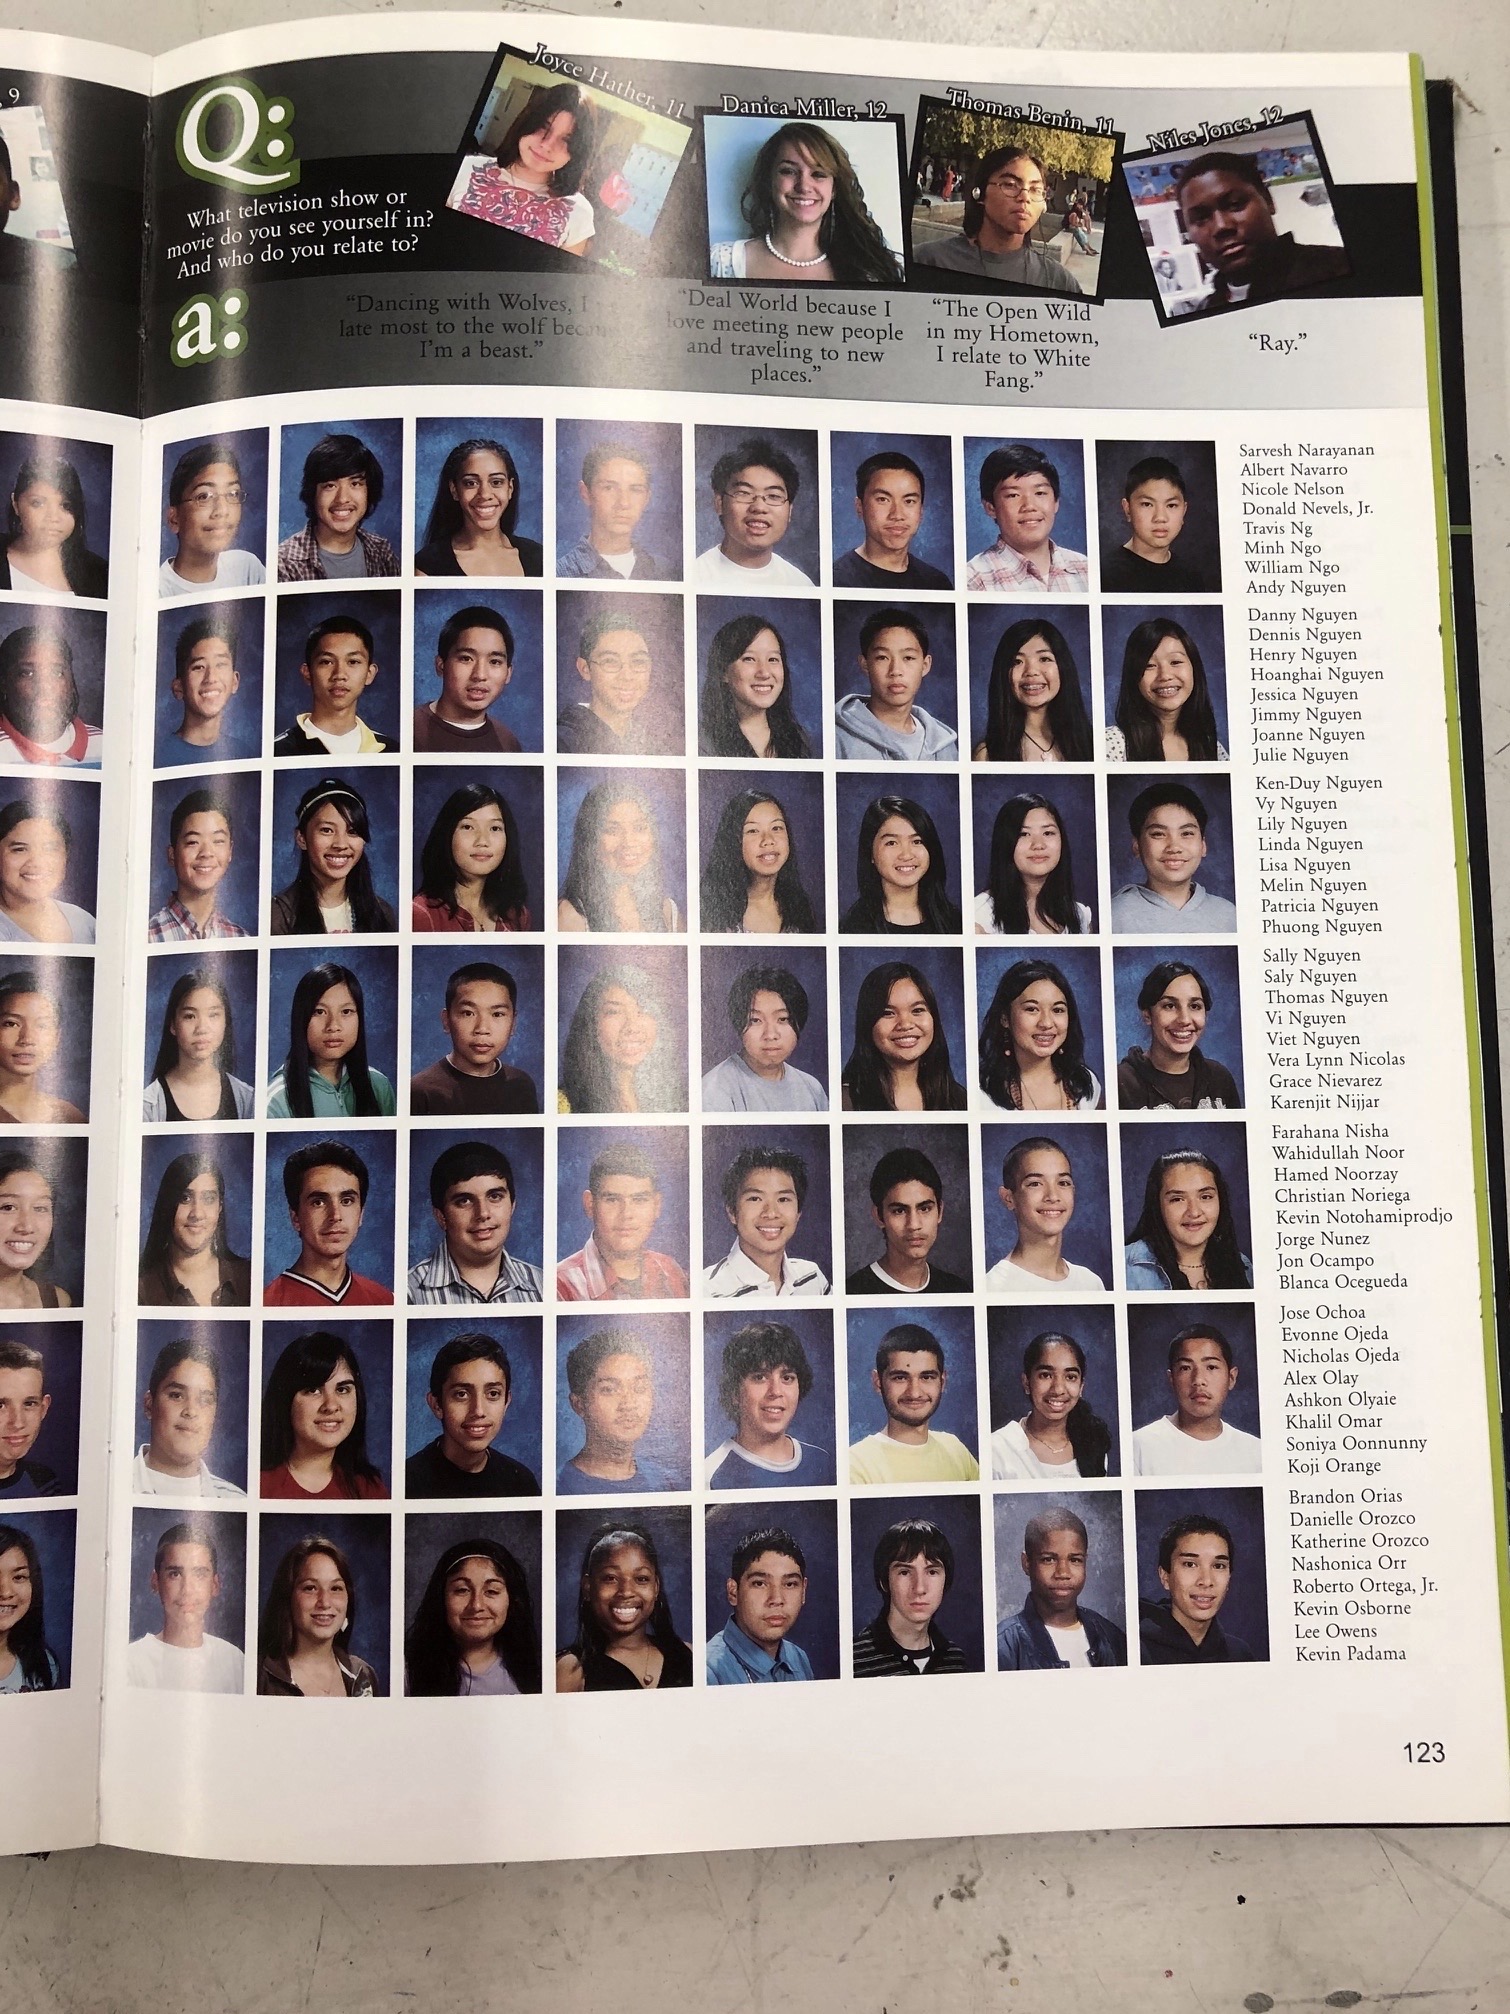 , 9
Q:
What television show or
movie do you see yourself in?
And who do you relate to?
a:
Joyce Hather, 11
"Dancing with Wolves, I
late most to the wolf because
I'm a beast."
Danica Miller, 12
"Deal World because I
love meeting new people
and traveling to new
places."
Thomas Benin, 11
"The Open Wild
in my Hometown,
I relate to White
Fang."
Niles Jones, 12
"Ray."
Sarvesh Narayanan
Albert Navarro
Nicole Nelson
Donald Nevels, Jr.
Travis Ng
Minh Ngo
William Ngo
Andy Nguyen
Danny Nguyen
Dennis Nguyen
Henry Nguyen
Hoanghai Nguyen
Jessica Nguyen
Jimmy Nguyen
Joanne Nguyen
Julie Nguyen
Ken-Duy Nguyen
Vy Nguyen
Lily Nguyen
Linda Nguyen
Lisa Nguyen
Melin Nguyen
Patricia Nguyen
Phuong Nguyen
Sally Nguyen
Saly Nguyen
Thomas Nguyen
Vi Nguyen
Viet Nguyen
Vera Lynn Nicolas
Grace Nievarez
Karenjit Nijjar
Farahana Nisha
Wahidullah Noor
Hamed Noorzay
Christian Noriega
Kevin Notohamiprodjo
Jorge Nunez
Jon Ocampo
Blanca Ocegueda
Jose Ochoa
Evonne Ojeda
Nicholas Ojeda
Alex Olay
Ashkon Olyaie
Khalil Omar
Soniya Oonnunny
Koji Orange
Brandon Orias
Danielle Orozco
Katherine Orozco
Nashonica Orr
Roberto Ortega, Jr.
Kevin Osborne
Lee Owens
Kevin Padama
123